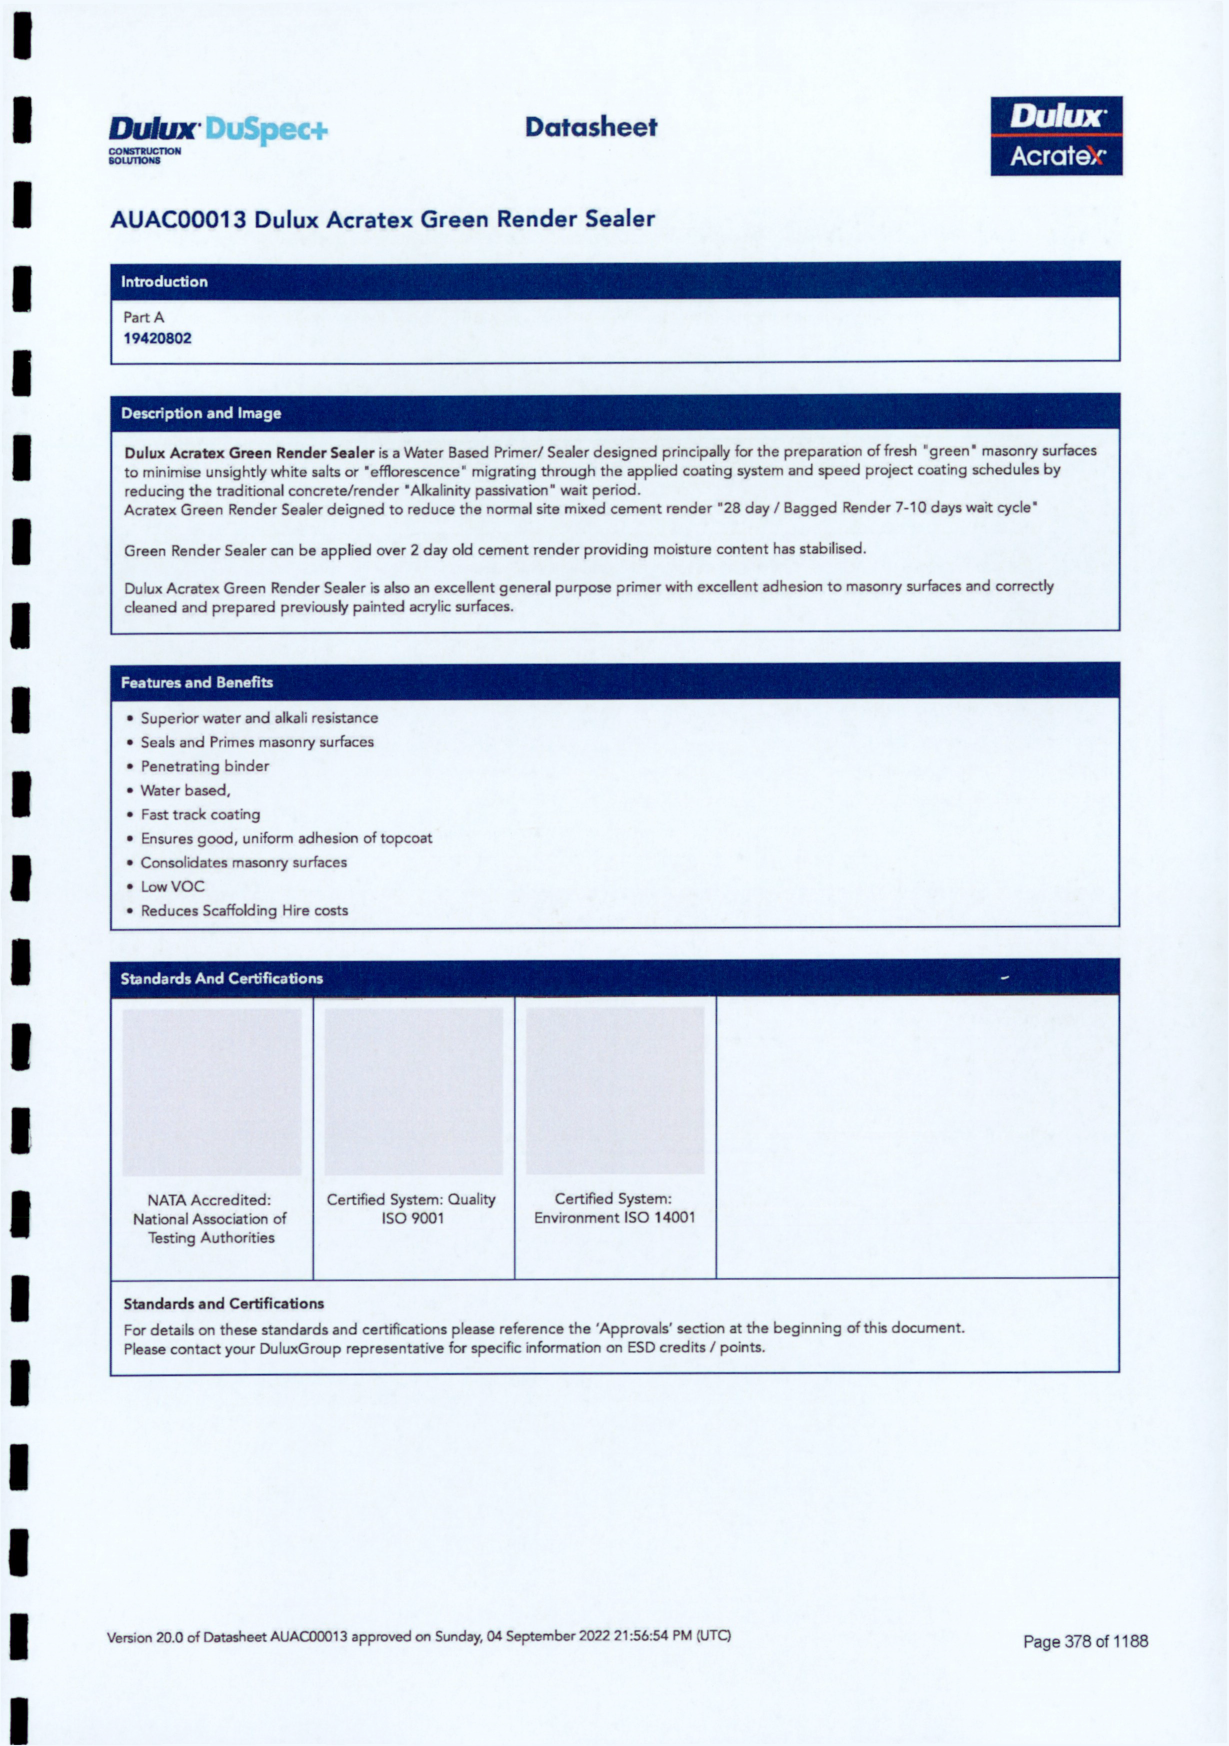 Dulux DuSpec+
CONSTRUCTION
SOLUTIONS
Datasheet
Dulux
Acratex
AUAC00013 Dulux Acratex Green Render Sealer
Introduction
Part A
19420802
Description and Image
Dulux Acratex Green Render Sealer is a Water Based Primer/ Sealer designed principally for the preparation of fresh "green" masonry surfaces
to minimise unsightly white salts or "efflorescence" migrating through the applied coating system and speed project coating schedules by
reducing the traditional concrete/render "Alkalinity passivation" wait period.
Acratex Green Render Sealer deigned to reduce the normal site mixed cement render "28 day / Bagged Render 7-10 days wait cycle"
Green Render Sealer can be applied over 2 day old cement render providing moisture content has stabilised.
Dulux Acratex Green Render Sealer is also an excellent general purpose primer with excellent adhesion to masonry surfaces and correctly
cleaned and prepared previously painted acrylic surfaces.
Features and Benefits
• Superior water and alkali resistance
• Seals and Primes masonry surfaces
• Penetrating binder
• Water based,
• Fast track coating
• Ensures good, uniform adhesion of topcoat
• Consolidates masonry surfaces
• Low VOC
• Reduces Scaffolding Hire costs
Standards And Certifications
NATA Accredited:
National Association of
Testing Authorities
Certified System: Quality
ISO 9001
Certified System:
Environment ISO 14001
Standards and Certifications
For details on these standards and certifications please reference the 'Approvals' section at the beginning of this document.
Please contact your DuluxGroup representative for specific information on ESD credits / points.
Version 20.0 of Datasheet AUAC00013 approved on Sunday, 04 September 2022 21:56:54 PM (UTC)
Page 378 of 1188